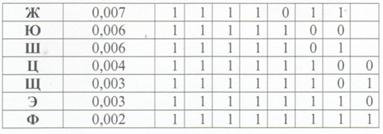 Ж 0,007 1 1 1 1 0 1 1
Ю 0,006 1 1 1 1 1 0 0
Ш 0,006 1 1 1 1 1 0 1
Ц 0,004 1 1 1 1 1 1 0 0
Щ 0,003 1 1 1 1 1 1 0 1
Э 0,003 1 1 1 1 1 1 1 0
Ф 0,002 1 1 1 1 1 1 1 1